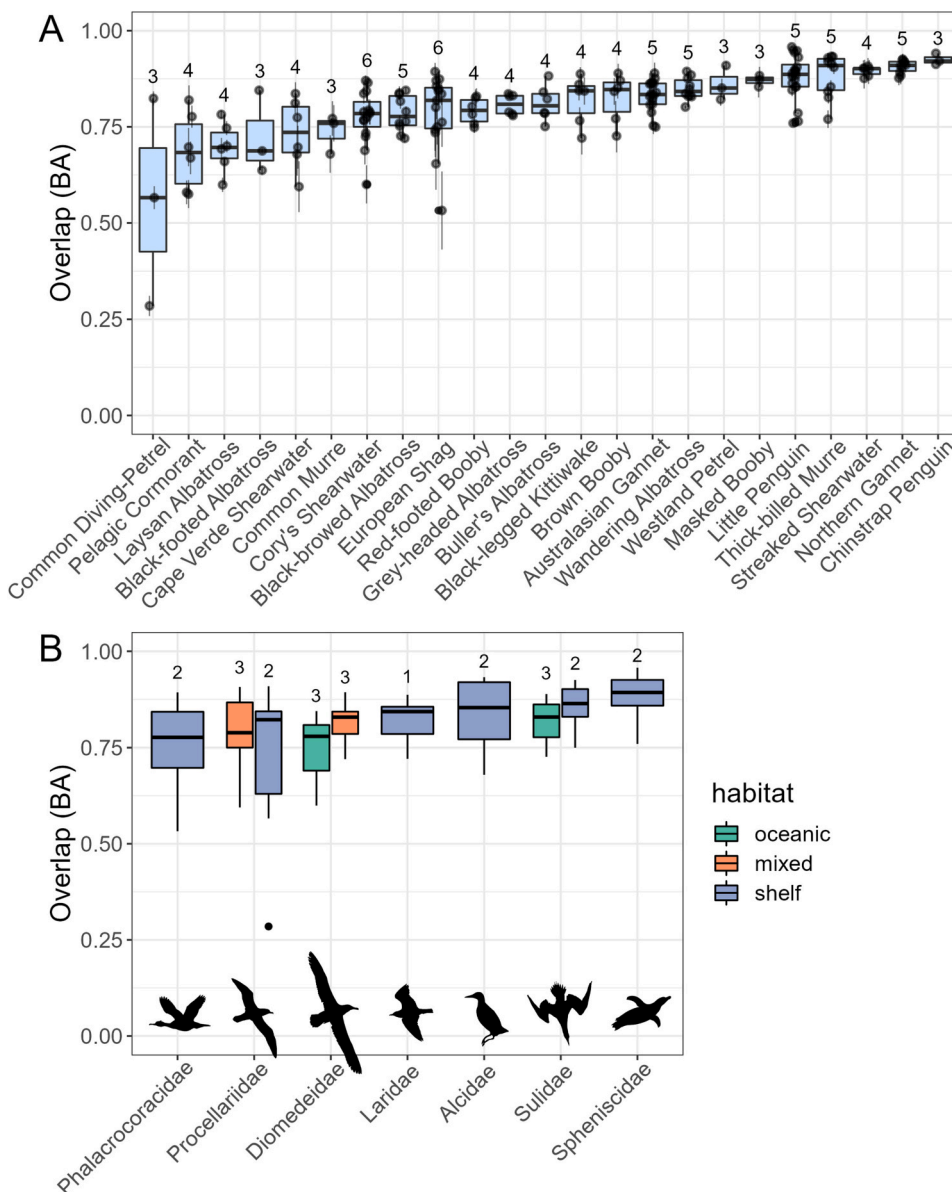 A
Overlap (BA)
1.00
0.75
0.50
0.25
0.00
3
4
4
3
4
3
6
5
6
4
4
4
4
4
5
5
3
3
5
5
4
5
3
Common Diving-Petrel
Pelagic Cormorant
Laysan Albatross
Black-footed Albatross
Cape Verde Shearwater
Common Murre
Cory's Shearwater
Black-browed Albatross
European Shag
Red-footed Booby
Grey-headed Albatross
Buller's Albatross
Black-legged Kittiwake
Brown Booby
Australasian Gannet
Wandering Albatross
Westland Petrel
Masked Booby
Little Penguin
Thick-billed Murre
Streaked Shearwater
Northern Gannet
Chinstrap Penguin
B
Overlap (BA)
1.00
0.75
0.50
0.25
0.00
2
3
2
3
3
1
2
3
2
2
Phalacrocoracidae
Procellariidae
Diomedeidae
Laridae
Alcidae
Sulidae
Spheniscidae
habitat
oceanic
mixed
shelf